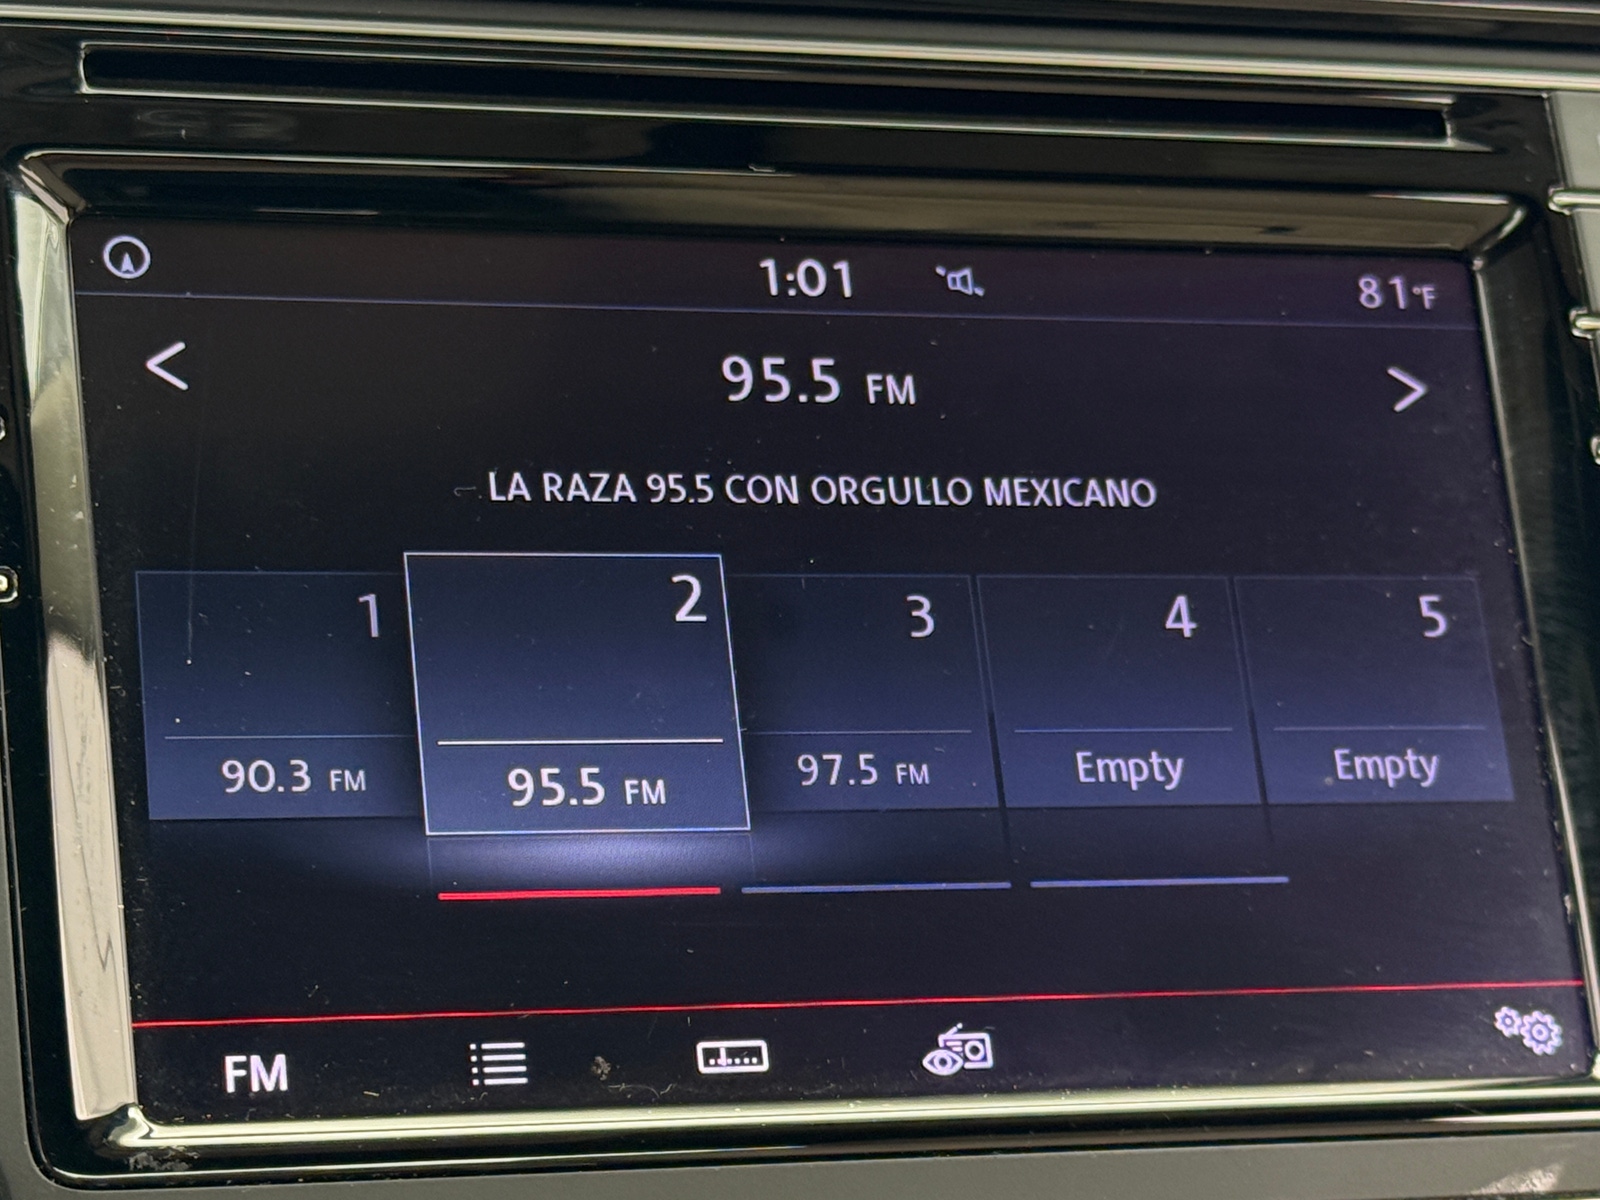 1:01
81°F
95.5 FM
LA RAZA 95.5 CON ORGULLO MEXICANO
1
2
3
4
5
90.3 FM
95.5 FM
97.5 FM
Empty
Empty
FM